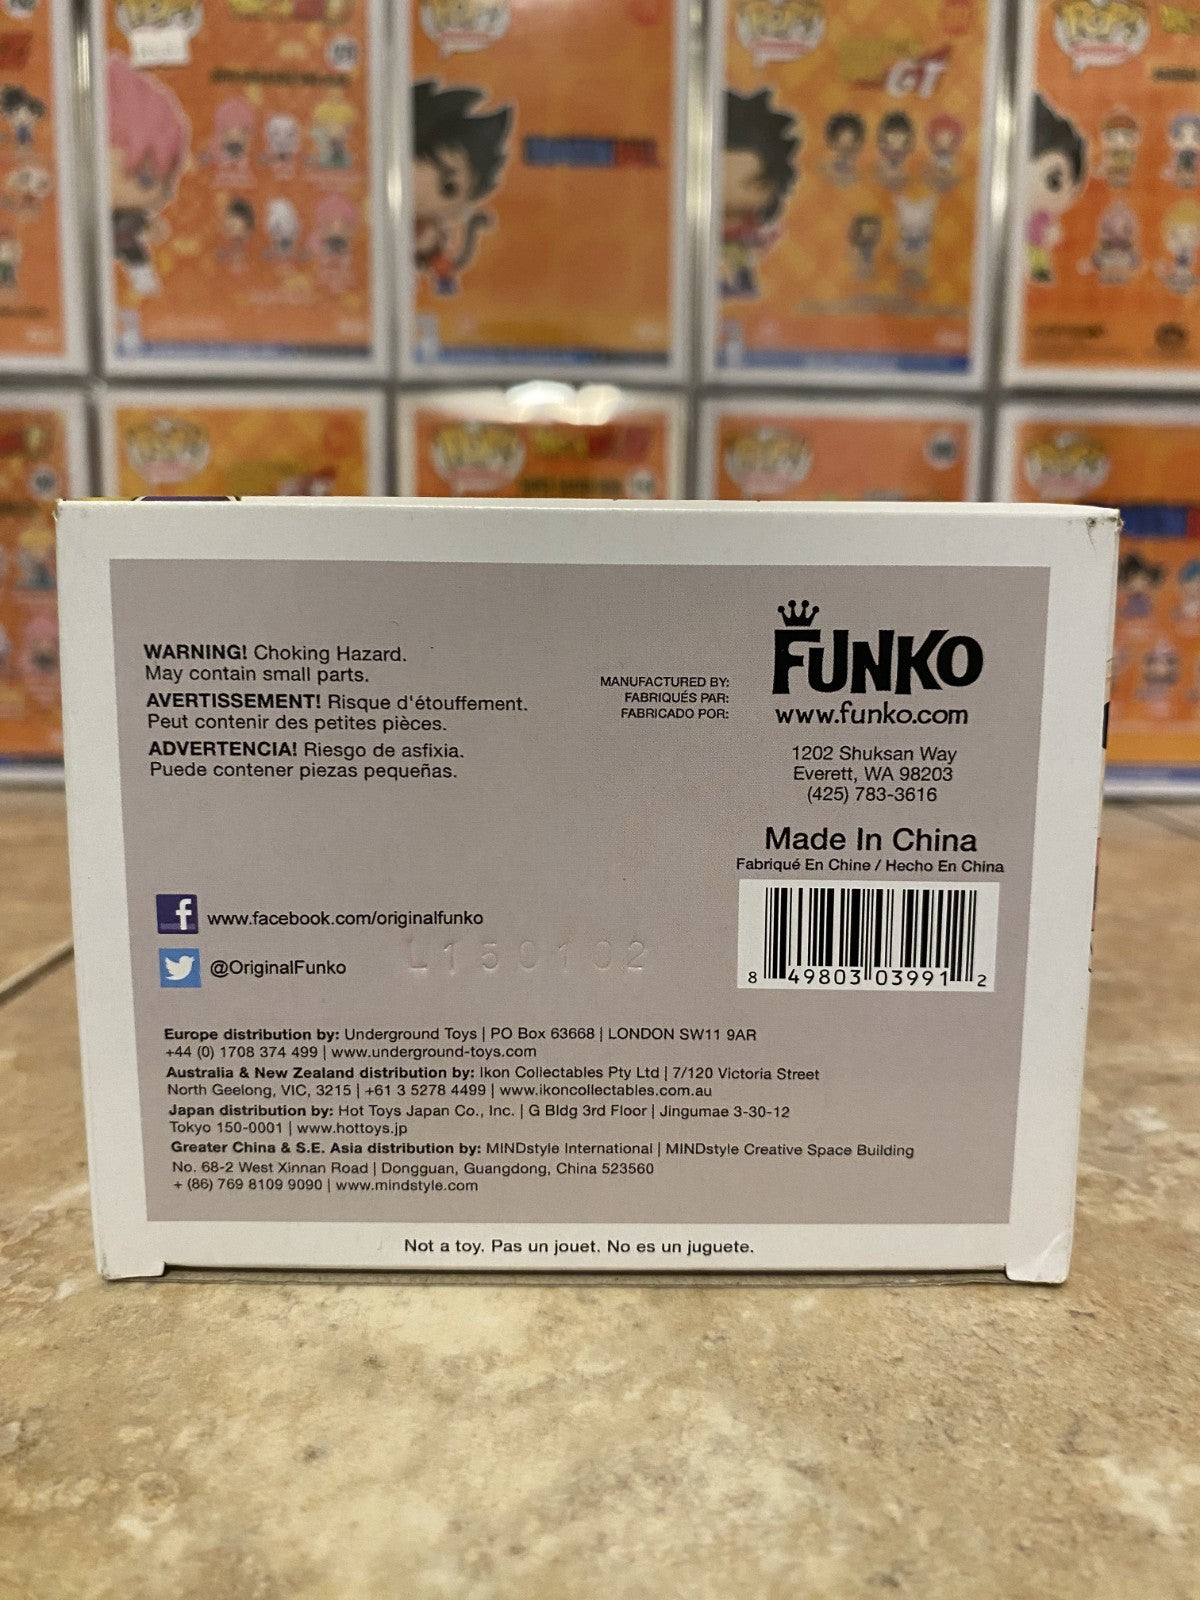 WARNING! Choking Hazard.
May contain small parts.
AVERTISSEMENT! Risque d'étouffement.
Peut contenir des petites pièces.
ADVERTENCIA! Riesgo de asfixia.
Puede contener piezas pequeñas.
MANUFACTURED BY:
FABRIQUÉS PAR:
FABRICADO POR:
FUNKO
www.funko.com
1202 Shuksan Way
Everett, WA 98203
(425) 783-3616
Made In China
Fabriqué En Chine / Hecho En China
8 49803 03991 2
f www.facebook.com/originalfunko
@OriginalFunko
L150102
Europe distribution by: Underground Toys | PO Box 63668 | LONDON SW11 9AR
+44 (0) 1708 374 499 | www.underground-toys.com
Australia & New Zealand distribution by: Ikon Collectables Pty Ltd | 7/120 Victoria Street
North Geelong, VIC, 3215 | +61 3 5278 4499 | www.ikoncollectables.com.au
Japan distribution by: Hot Toys Japan Co., Inc. | G Bldg 3rd Floor | Jingumae 3-30-12
Tokyo 150-0001 | www.hottoys.jp
Greater China & S.E. Asia distribution by: MINDstyle International | MINDstyle Creative Space Building
No. 68-2 West Xinnan Road | Dongguan, Guangdong, China 523560
+ (86) 769 8109 9090 | www.mindstyle.com
Not a toy. Pas un jouet. No es un juguete.
POP!
GT
POP!
POP!
POP!